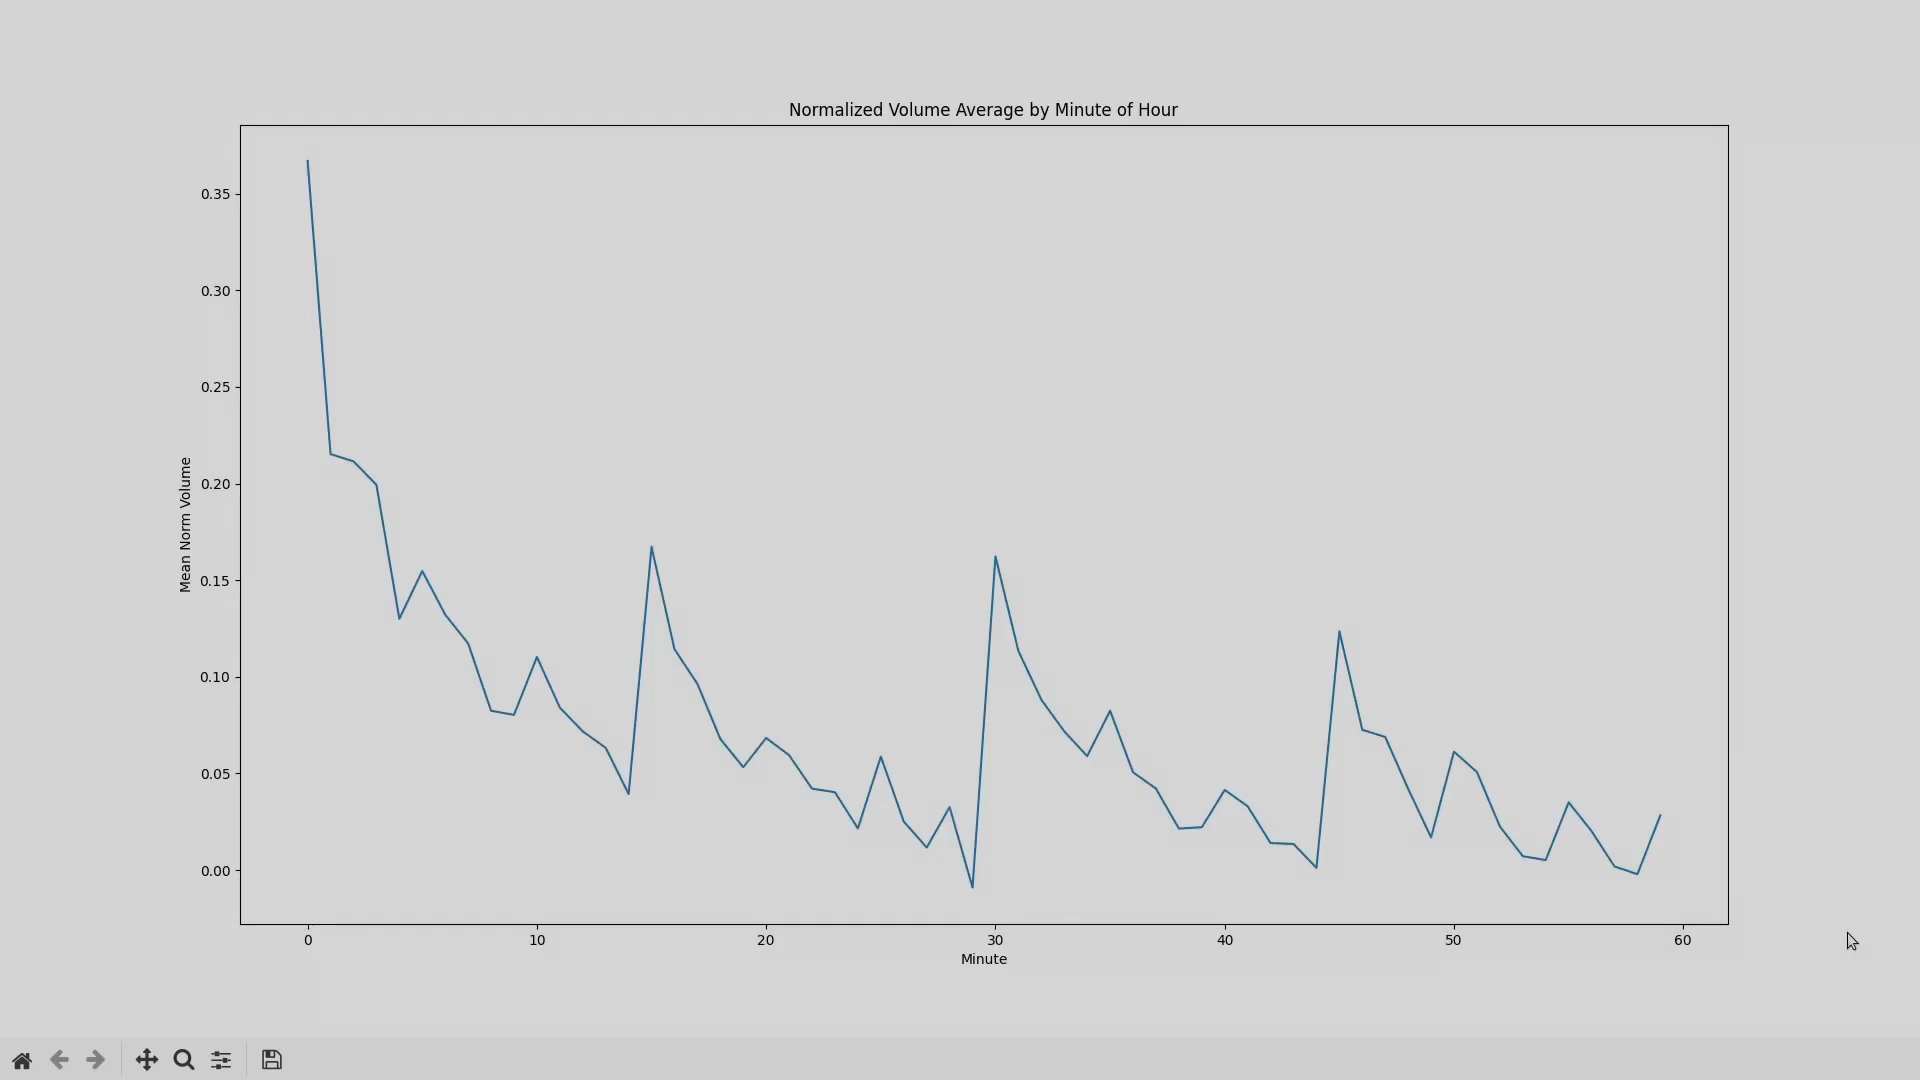 Normalized Volume Average by Minute of Hour
Mean Norm Volume
0.35
0.30
0.25
0.20
0.15
0.10
0.05
0.00
0 10 20 30 40 50 60
Minute